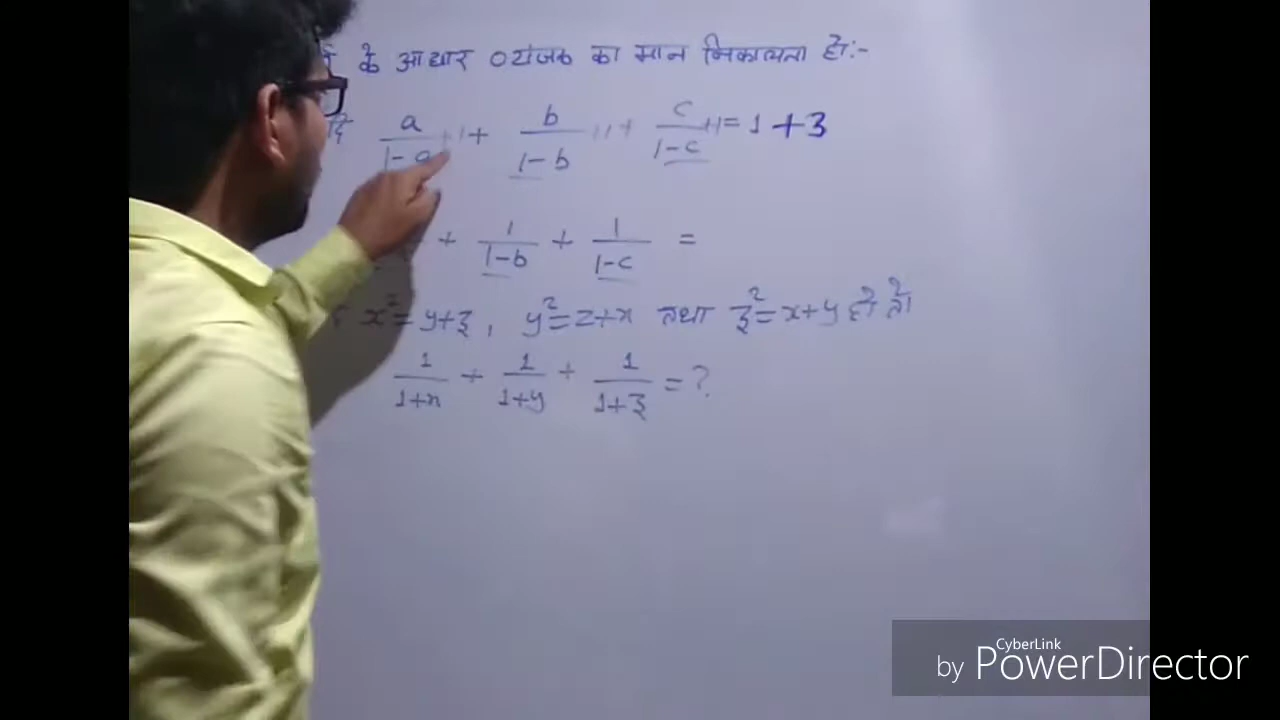 के आधार व्यंजक का मान निकालना हो:-
a/1-a +1 + b/1-b +1 + c/1-c +1 = 1 + 3
+ 1/1-b + 1/1-c =
x² = y+z, y² = z+x तथा z² = x+y हो तो
1/1+x + 1/1+y + 1/1+z = ?
CyberLink
by PowerDirector